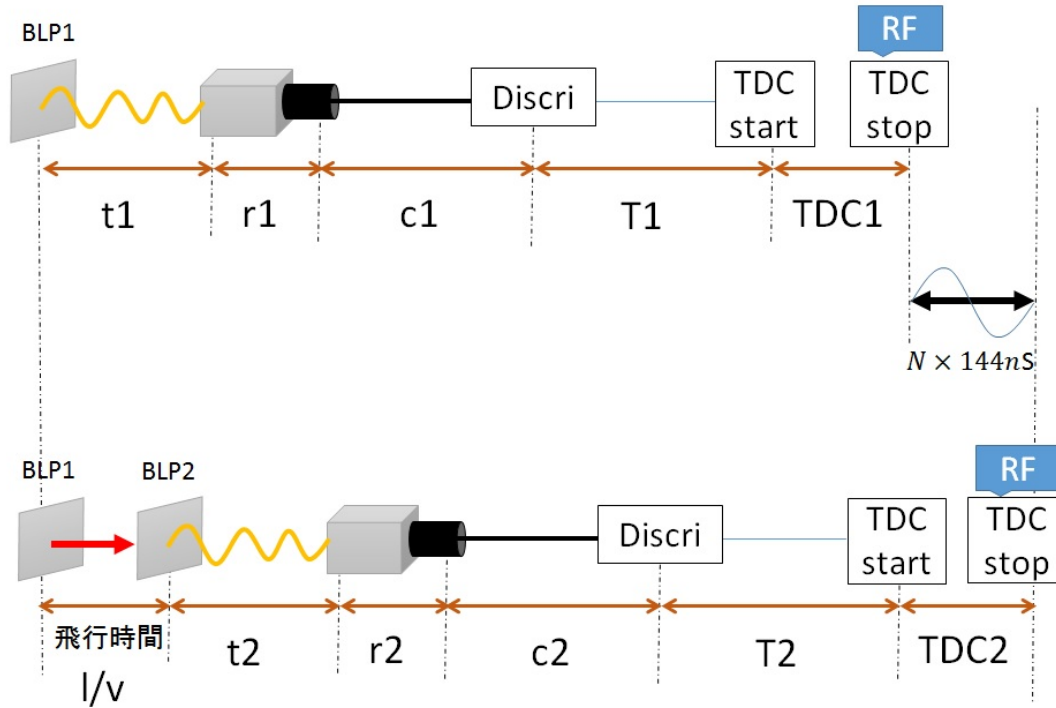 BLP1
RF
Discri
TDC
start
TDC
stop
t1
r1
c1
T1
TDC1
N × 144nS
BLP1
BLP2
RF
Discri
TDC
start
TDC
stop
飛行時間
l/v
t2
r2
c2
T2
TDC2